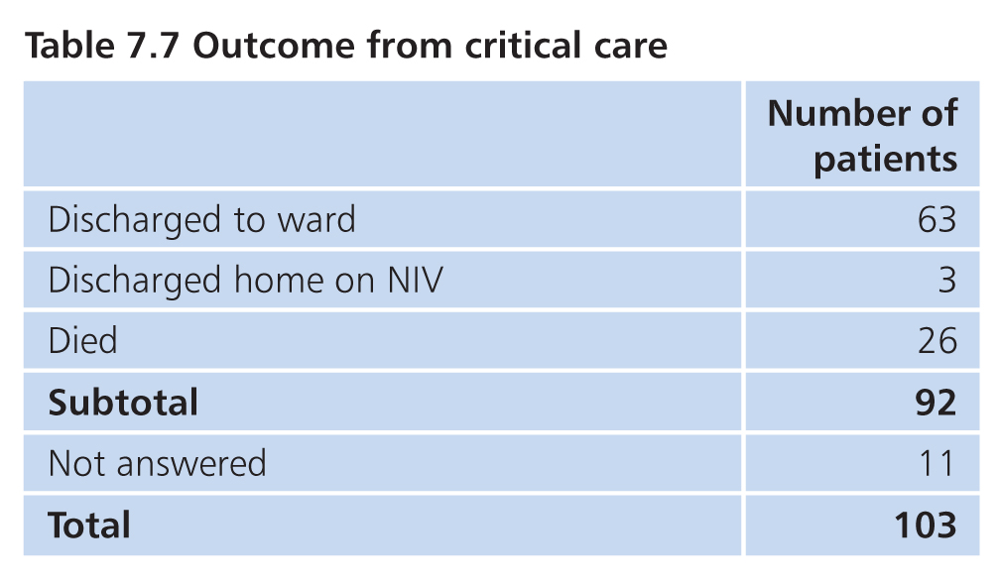 Table 7.7 Outcome from critical care
Number of
patients
Discharged to ward 63
Discharged home on NIV 3
Died 26
Subtotal 92
Not answered 11
Total 103